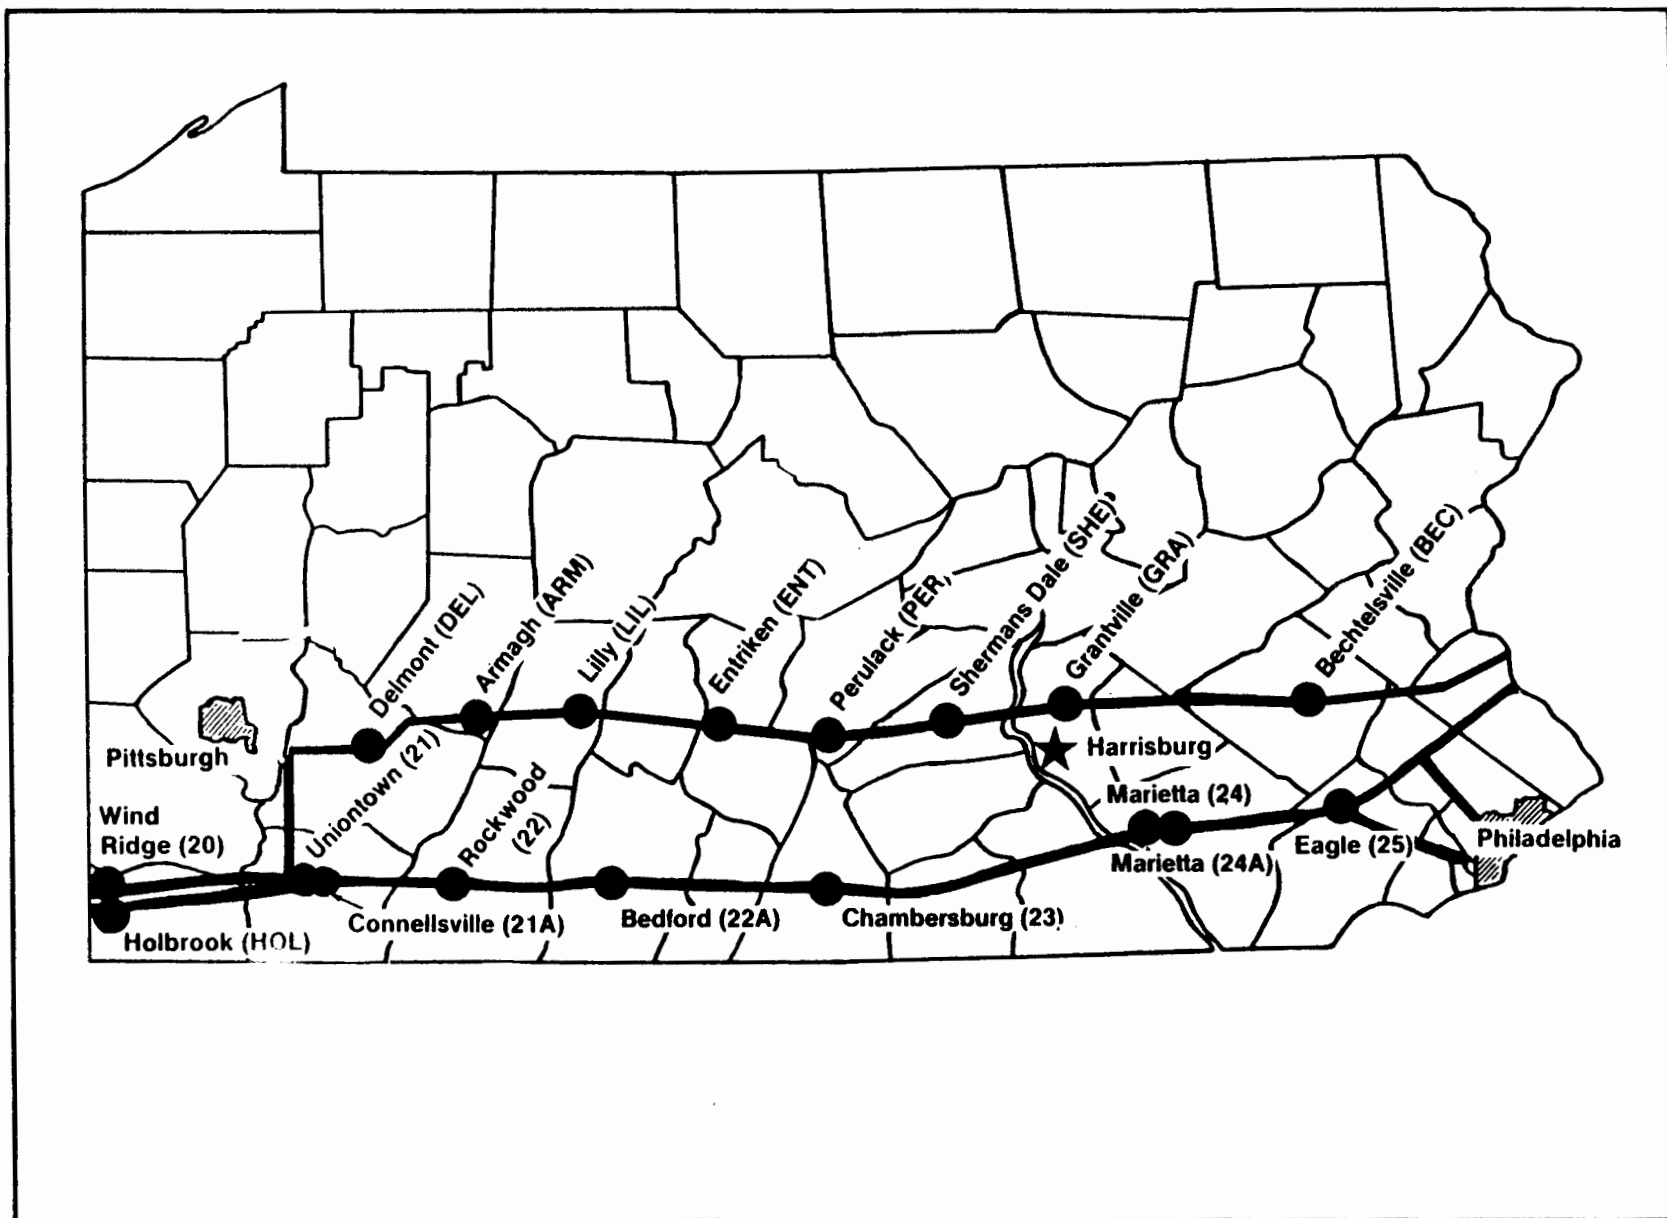 Delmont (DEL)
Armagh (ARM)
Lilly (LIL)
Entriken (ENT)
Perulack (PER,
Shermans Dale (SHE)
Grantville (GRA)
Bechtelsville (BEC)
Pittsburgh
Harrisburg
Wind
Ridge (20)
Uniontown (21)
Rockwood
(22)
Marietta (24)
Marietta (24A)
Eagle (25)
Philadelphia
Holbrook (HOL)
Connellsville (21A)
Bedford (22A)
Chambersburg (23)